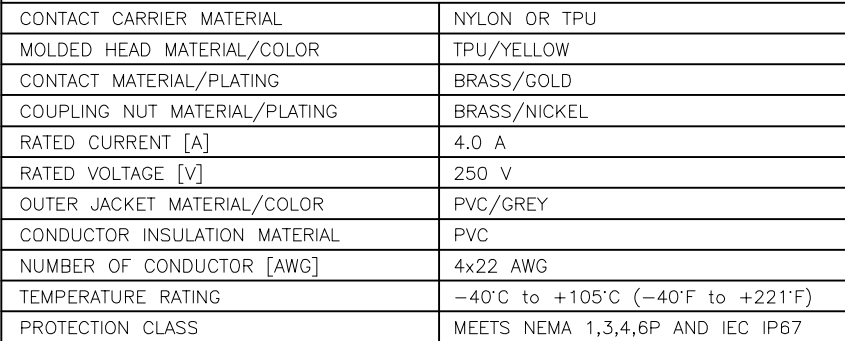 CONTACT CARRIER MATERIAL NYLON OR TPU
MOLDED HEAD MATERIAL/COLOR TPU/YELLOW
CONTACT MATERIAL/PLATING BRASS/GOLD
COUPLING NUT MATERIAL/PLATING BRASS/NICKEL
RATED CURRENT [A] 4.0 A
RATED VOLTAGE [V] 250 V
OUTER JACKET MATERIAL/COLOR PVC/GREY
CONDUCTOR INSULATION MATERIAL PVC
NUMBER OF CONDUCTOR [AWG] 4x22 AWG
TEMPERATURE RATING −40°C to +105°C (−40°F to +221°F)
PROTECTION CLASS MEETS NEMA 1,3,4,6P AND IEC IP67